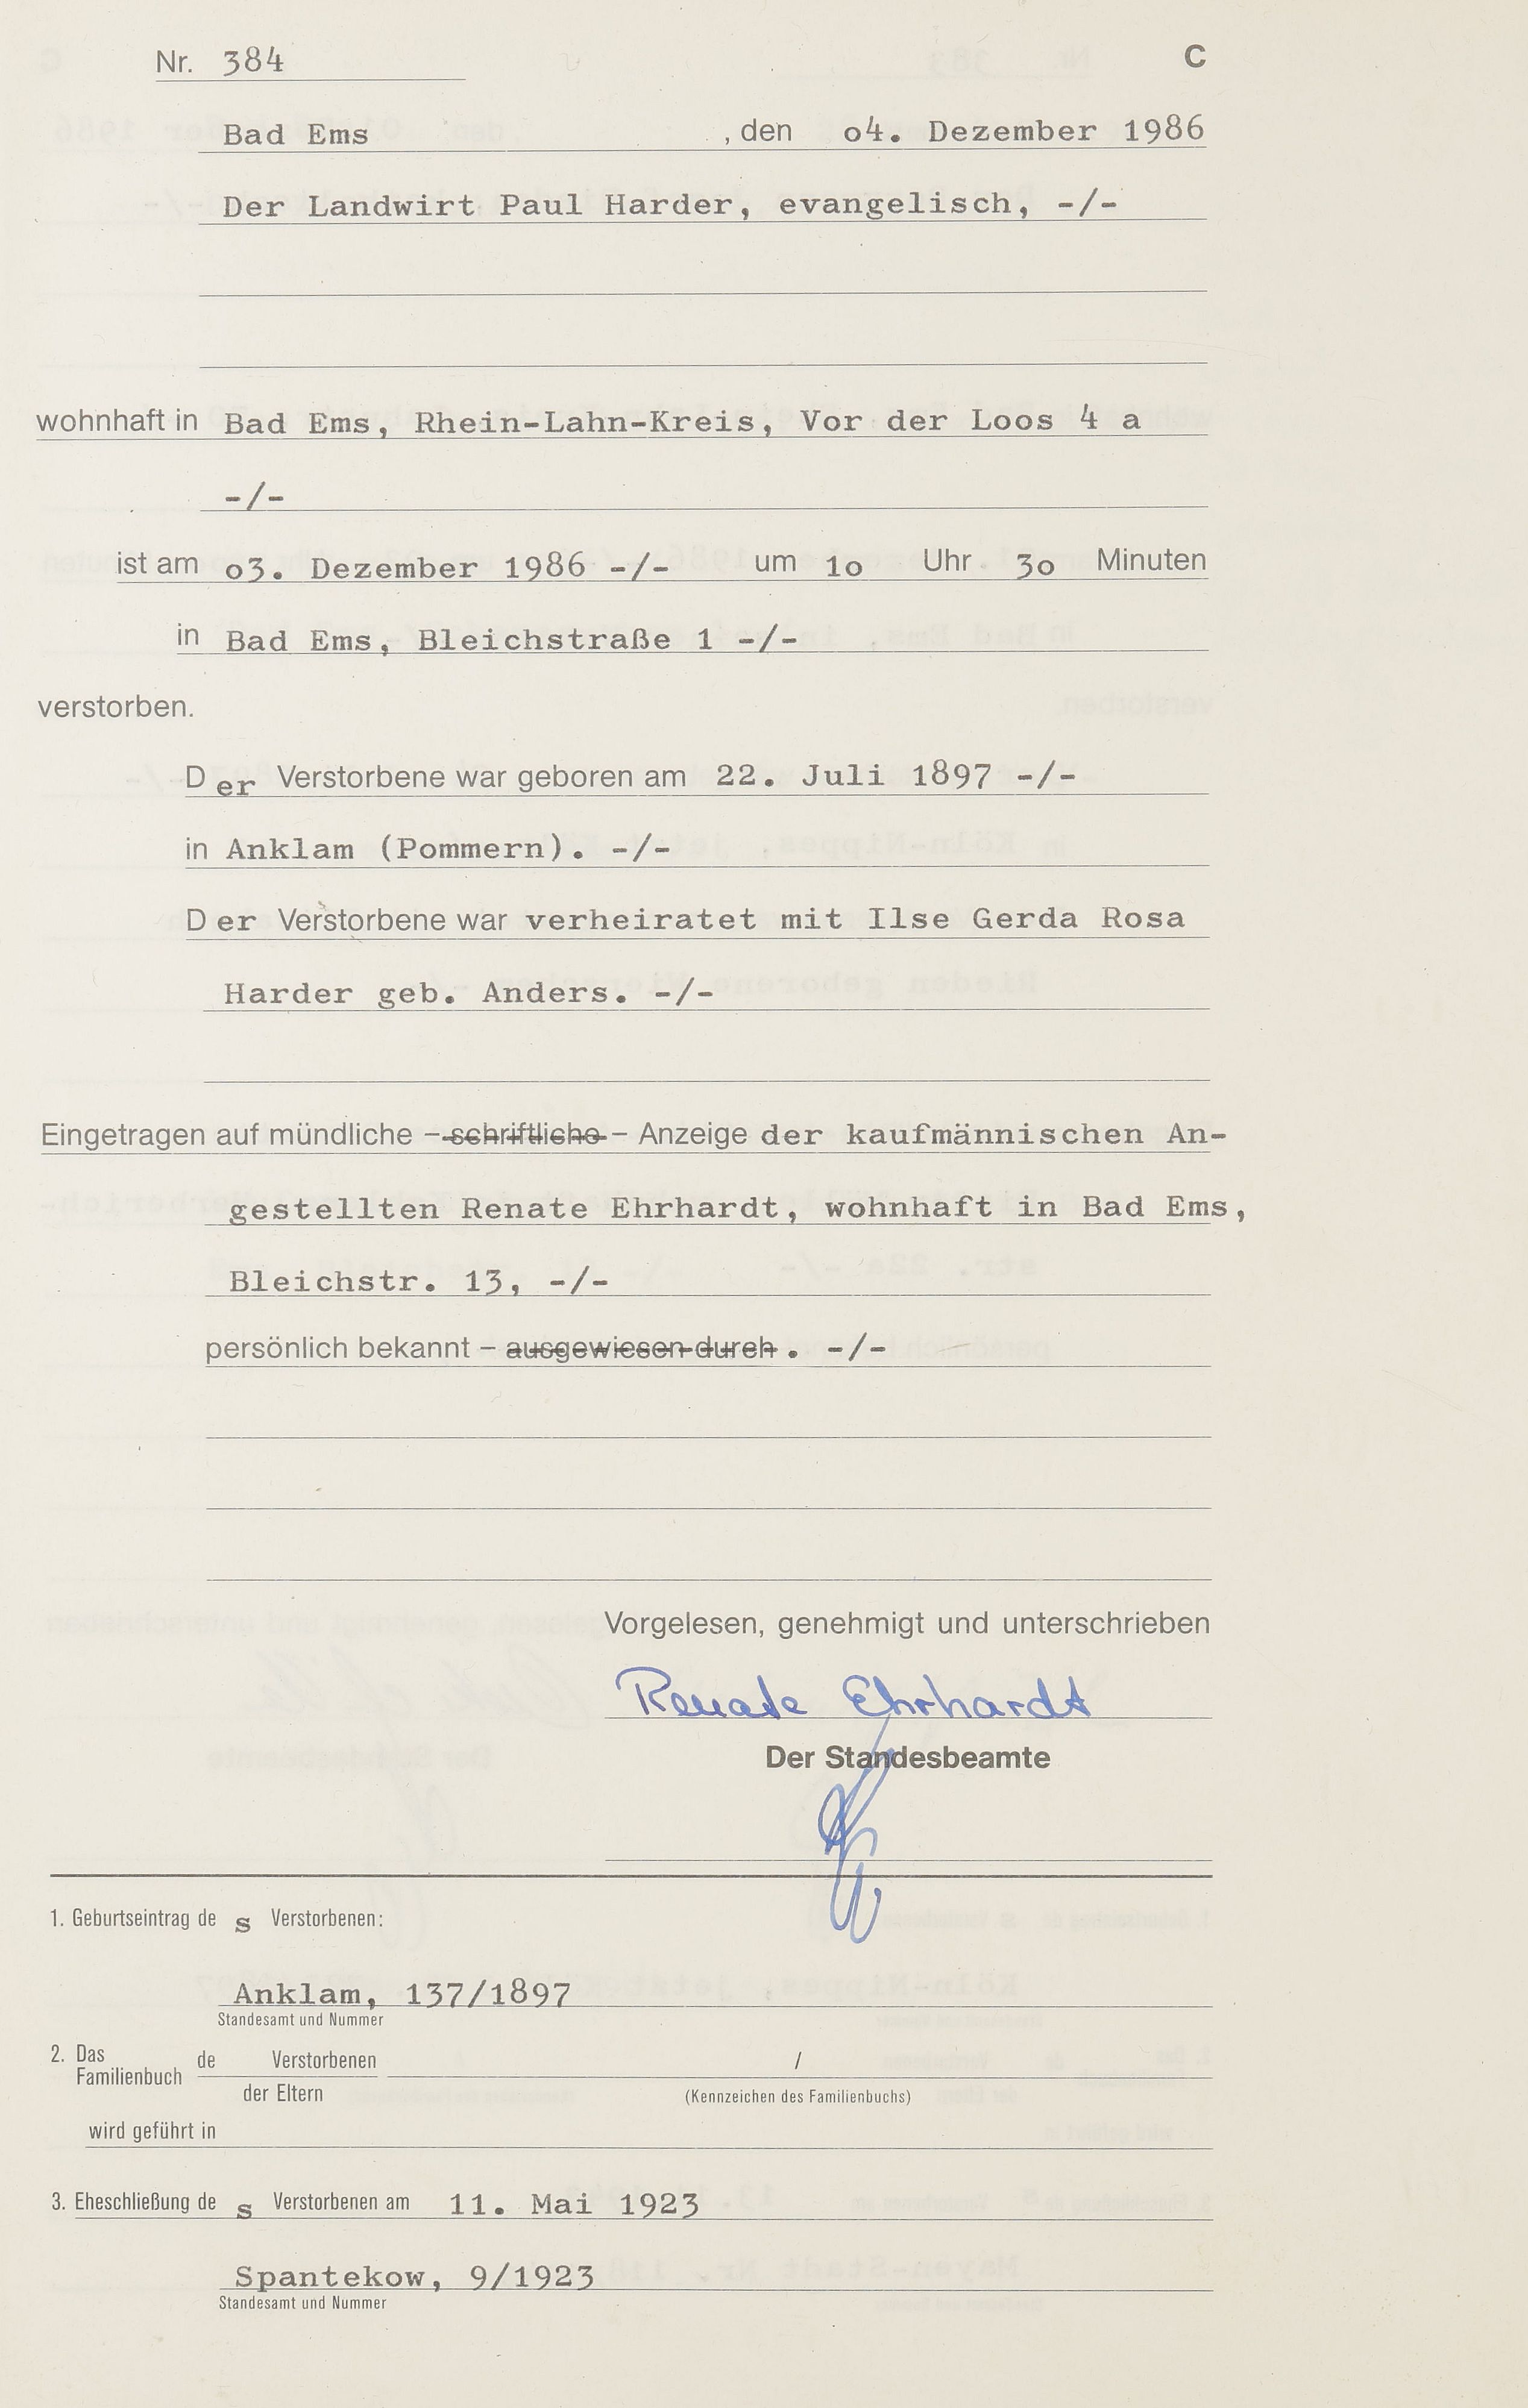 Nr. 384 C
Bad Ems , den o4. Dezember 1986
Der Landwirt Paul Harder, evangelisch, -/-
wohnhaft in Bad Ems, Rhein-Lahn-Kreis, Vor der Loos 4 a
-/-
ist am o3. Dezember 1986 -/- um 1o Uhr 3o Minuten
in Bad Ems, Bleichstraße 1 -/-
verstorben.
Der Verstorbene war geboren am 22. Juli 1897 -/-
in Anklam (Pommern). -/-
Der Verstorbene war verheiratet mit Ilse Gerda Rosa
Harder geb. Anders. -/-
Eingetragen auf mündliche – schriftliche – Anzeige der kaufmännischen An-
gestellten Renate Ehrhardt, wohnhaft in Bad Ems,
Bleichstr. 13, -/-
persönlich bekannt – ausgewiesen durch . -/-
Vorgelesen, genehmigt und unterschrieben
Renate Ehrhardt
Der Standesbeamte
1. Geburtseintrag de s Verstorbenen:
Anklam, 137/1897
Standesamt und Nummer
2. Das Familienbuch de Verstorbenen /
der Eltern (Kennzeichen des Familienbuchs)
wird geführt in
3. Eheschließung de s Verstorbenen am 11. Mai 1923
Spantekow, 9/1923
Standesamt und Nummer